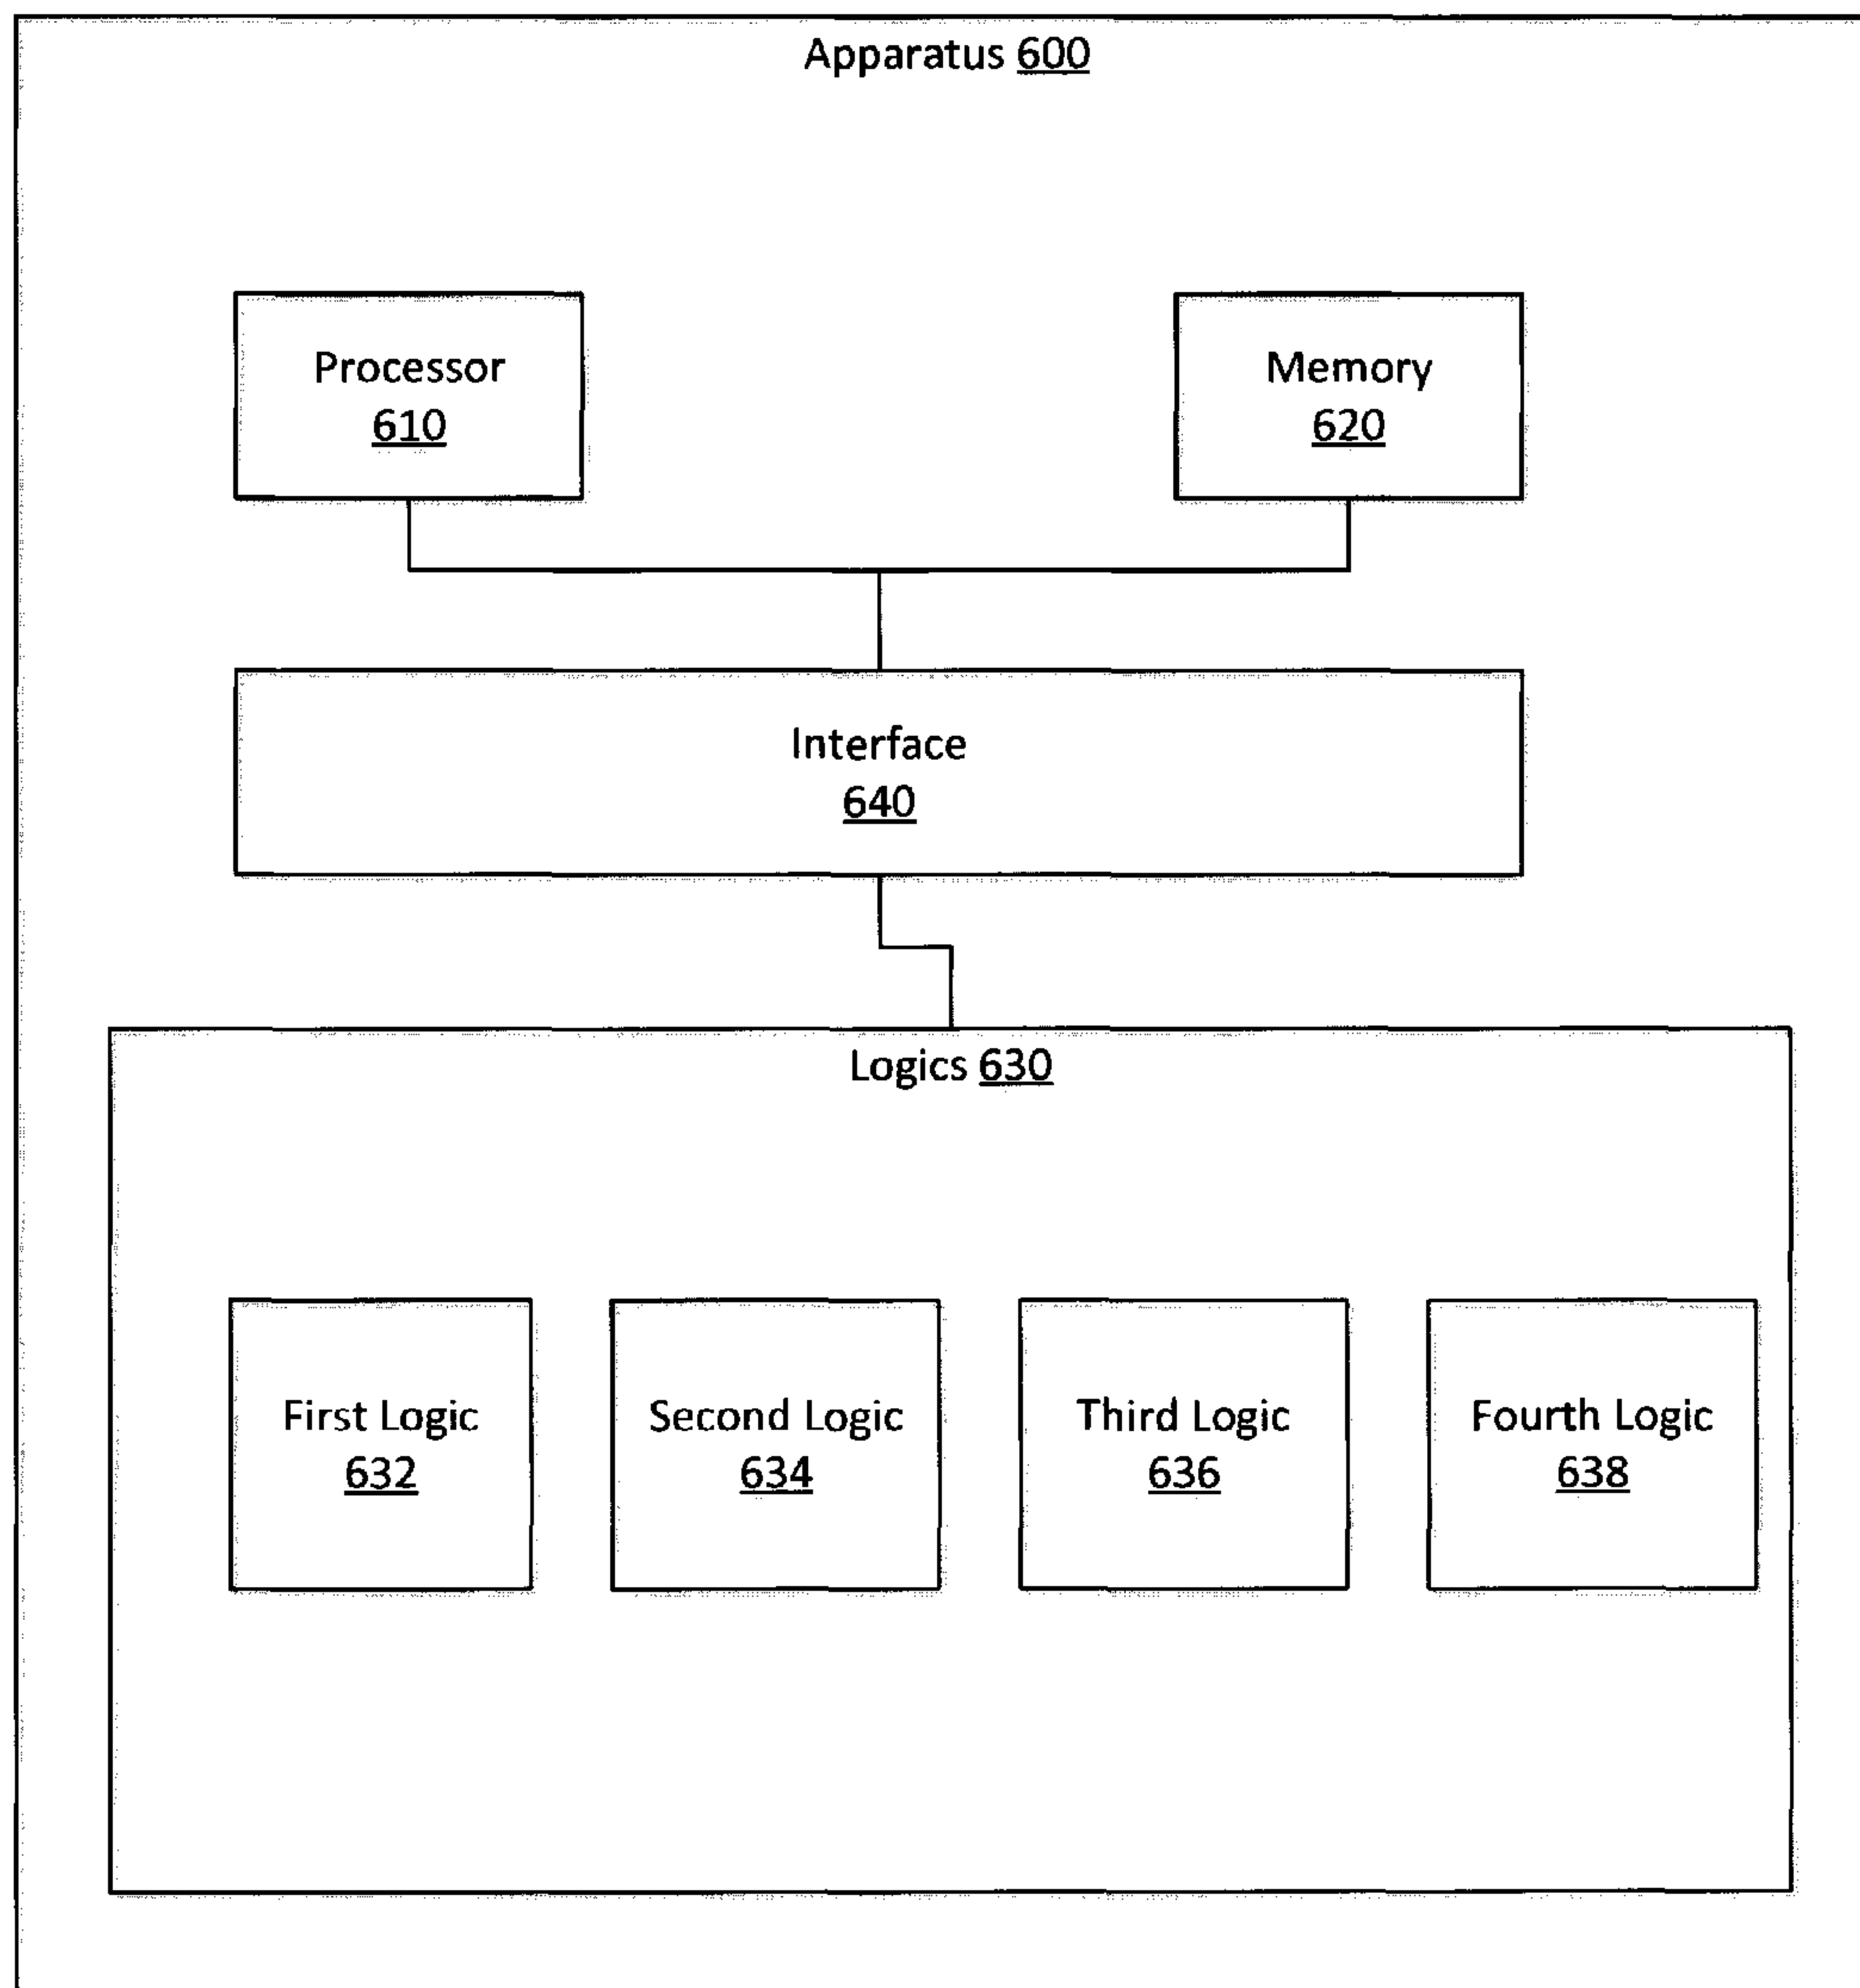 Apparatus 600
Processor
610
Memory
620
Interface
640
Logics 630
First Logic
632
Second Logic
634
Third Logic
636
Fourth Logic
638